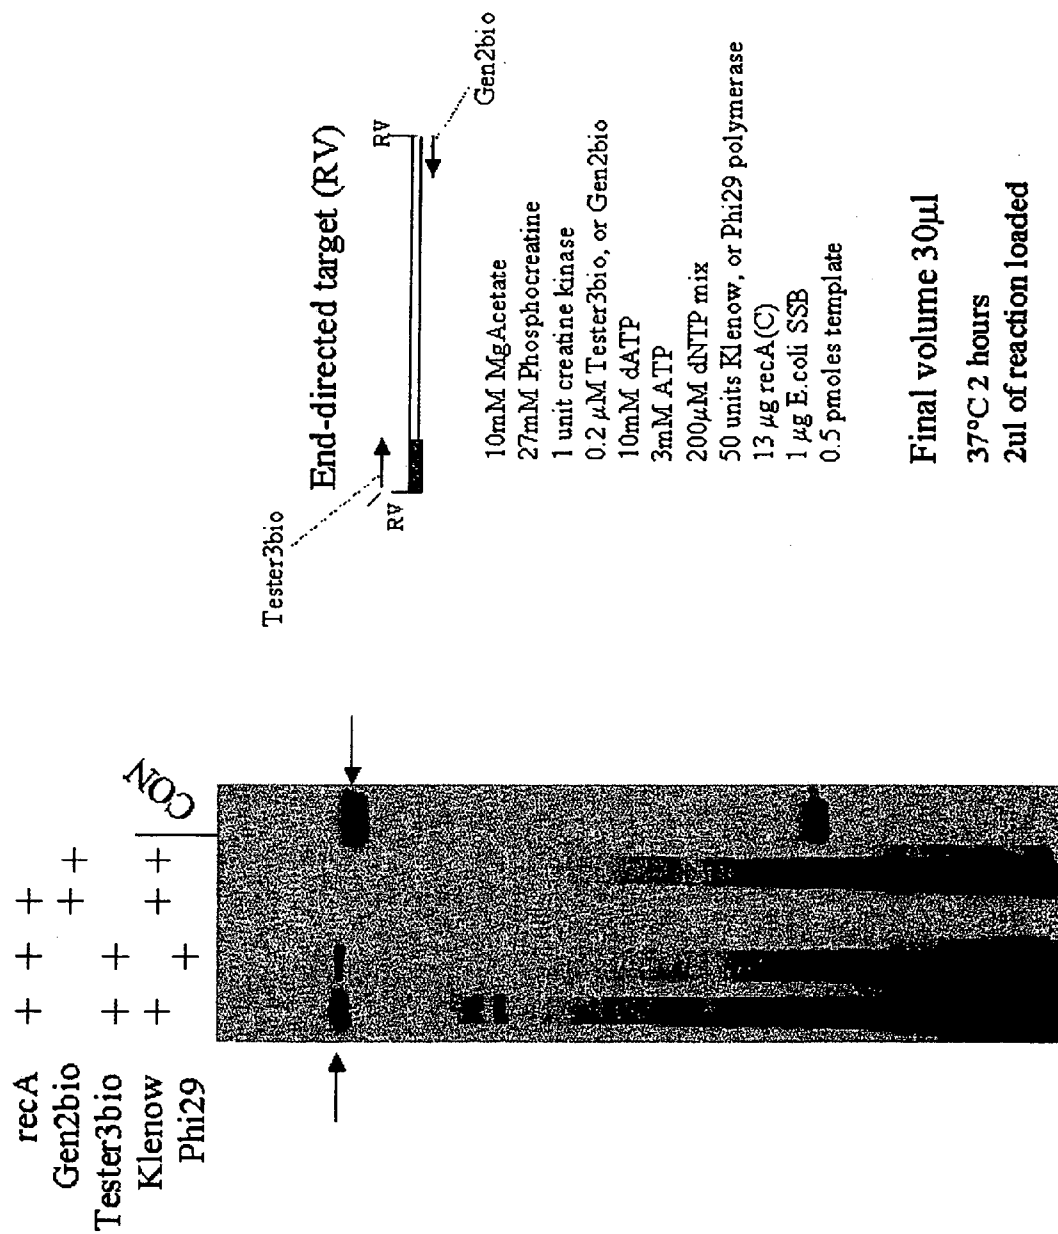 recA + + +
Gen2bio + +
Tester3bio + +
Klenow + + +
Phi29 +
CON
End-directed target (RV)
Tester3bio
RV
RV
Gen2bio
10mM MgAcetate
27mM Phosphocreatine
1 unit creatine kinase
0.2 µM Tester3bio, or Gen2bio
10mM dATP
3mM ATP
200µM dNTP mix
50 units Klenow, or Phi29 polymerase
13 µg recA(C)
1 µg E.coli SSB
0.5 pmoles template
Final volume 30µl
37°C 2 hours
2ul of reaction loaded